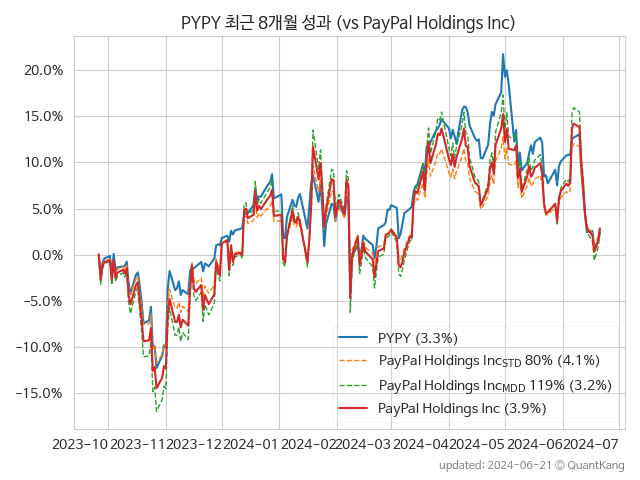 PYPY 최근 8개월 성과 (vs PayPal Holdings Inc)
20.0%
15.0%
10.0%
5.0%
0.0%
−5.0%
−10.0%
−15.0%
PYPY (3.3%)
PayPal Holdings IncSTD 80% (4.1%)
PayPal Holdings IncMDD 119% (3.2%)
PayPal Holdings Inc (3.9%)
2023-10 2023-11 2023-12 2024-01 2024-02 2024-03 2024-04 2024-05 2024-06 2024-07
updated: 2024-06-21 © QuantKang